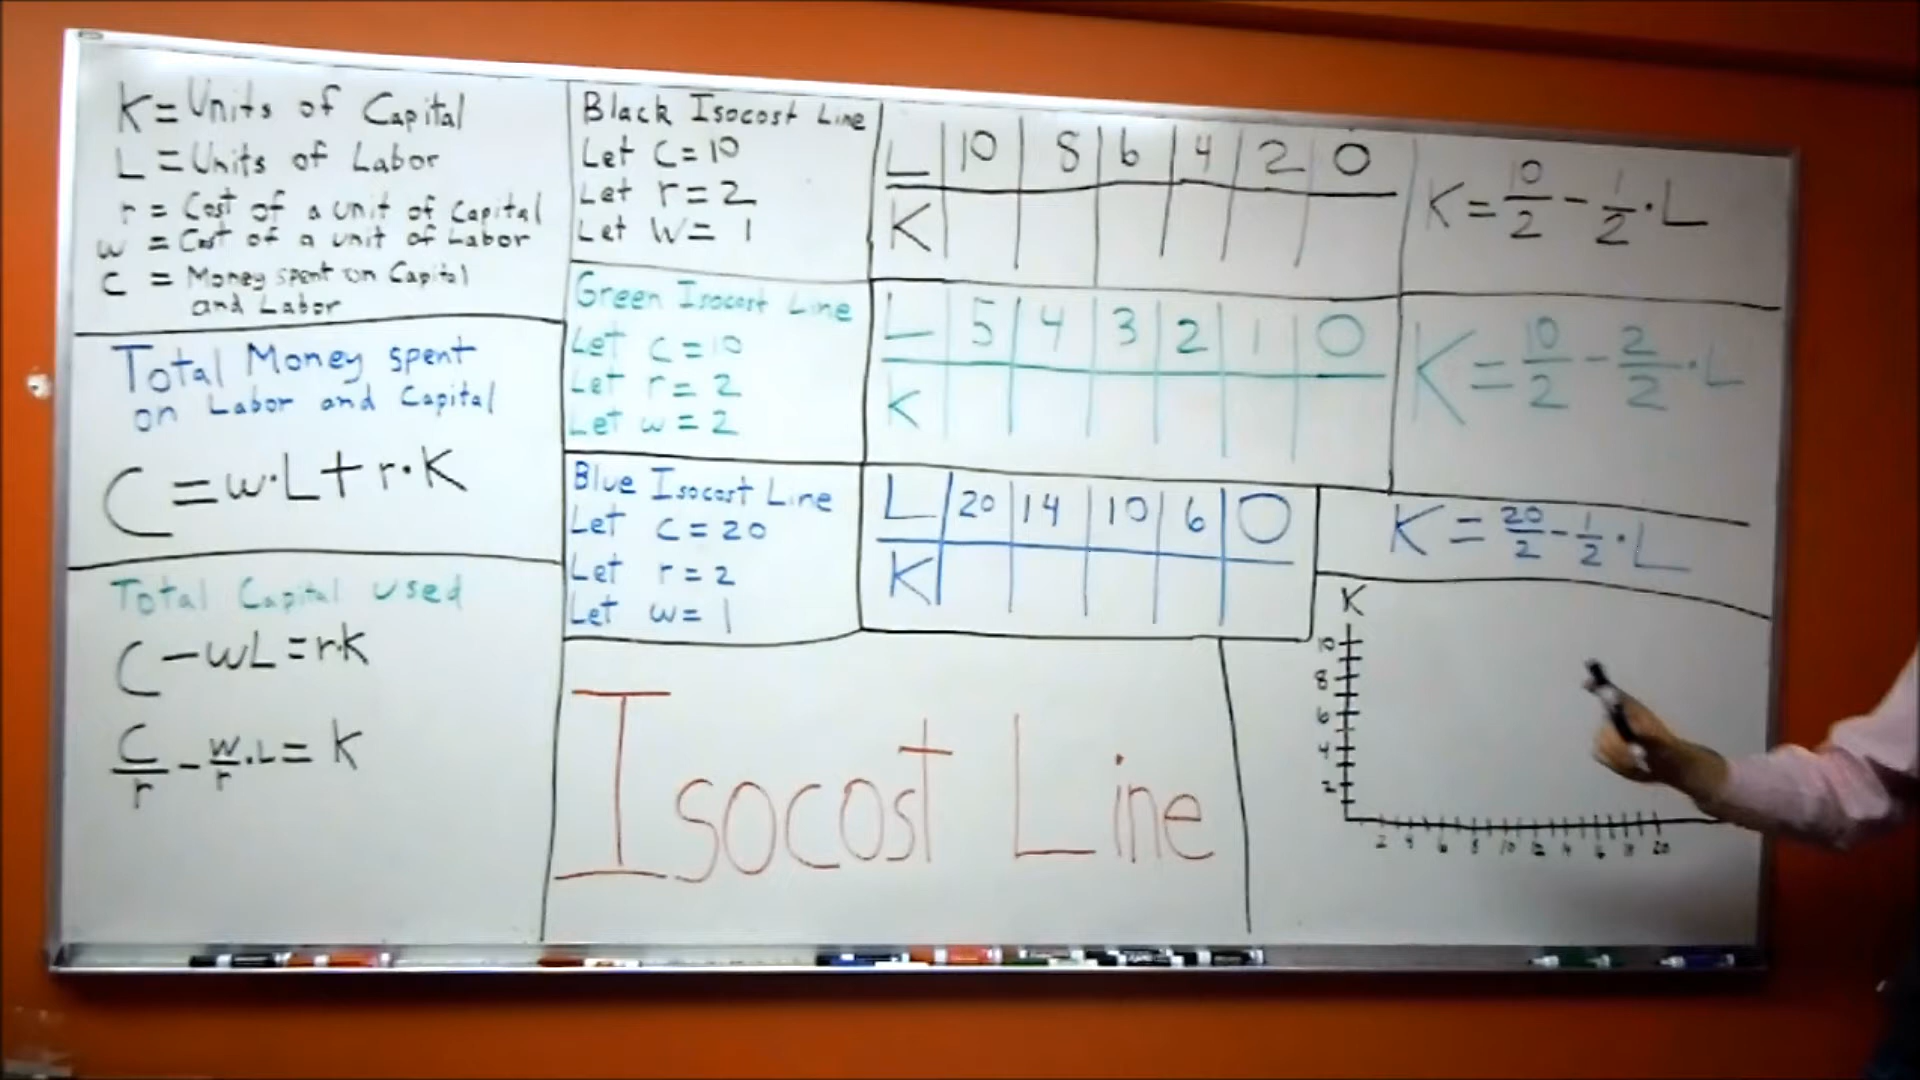 K = Units of Capital
L = Units of Labor
r = Cost of a unit of Capital
w = Cost of a unit of Labor
C = Money spent on Capital
and Labor
Total Money spent
on Labor and Capital
C = w·L + r·K
Total Capital used
C - wL = r·K
C/r - w/r·L = K
Black Isocost Line
Let C = 10
Let r = 2
Let W = 1
Green Isocost Line
Let C = 10
Let r = 2
Let w = 2
Blue Isocost Line
Let C = 20
Let r = 2
Let w = 1
L 10 8 6 4 2 0
K
L 5 4 3 2 1 0
K
L 20 14 10 6 0
K
K = 10/2 - 1/2·L
K = 10/2 - 2/2·L
K = 20/2 - 1/2·L
Isocost Line
K
10
8
6
4
2
2 4 6 8 10 12 4 6 18 20